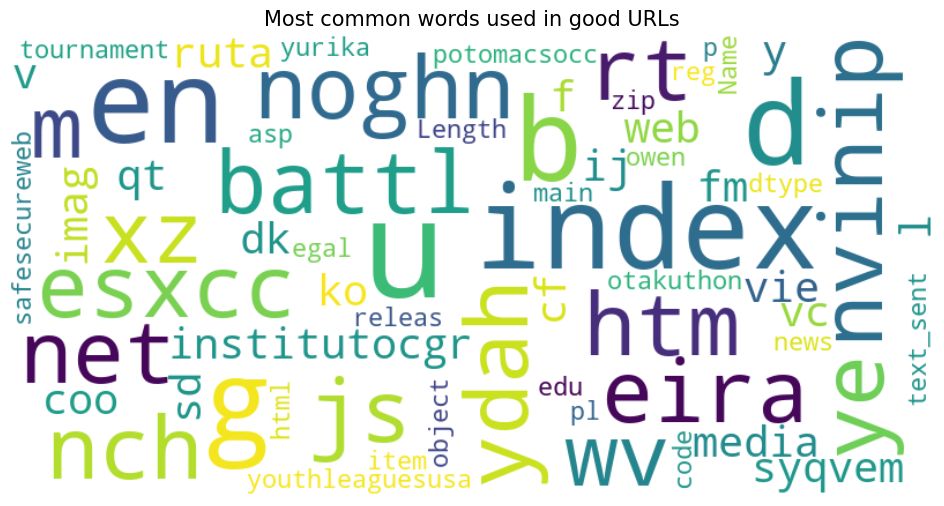 Most common words used in good URLs
tournament
ruta
yurika
potomacsocc
p
Name
y
v
en
noghn
rt
reg
zip
f
m
asp
Length
b
web
owen
d
nvinip
safesecureweb
imag
qt
battl
ij
main
fm
dtype
xz
dk
egal
u
index
l
esxcc
ko
releas
cf
otakuthon
vie
vc
news
net
institutocgr
ydah
htm
text_sent
coo
sd
g
html
js
object
edu
pl
eira
ye
nch
item
youthleaguesusa
wv
code
media
syqvem